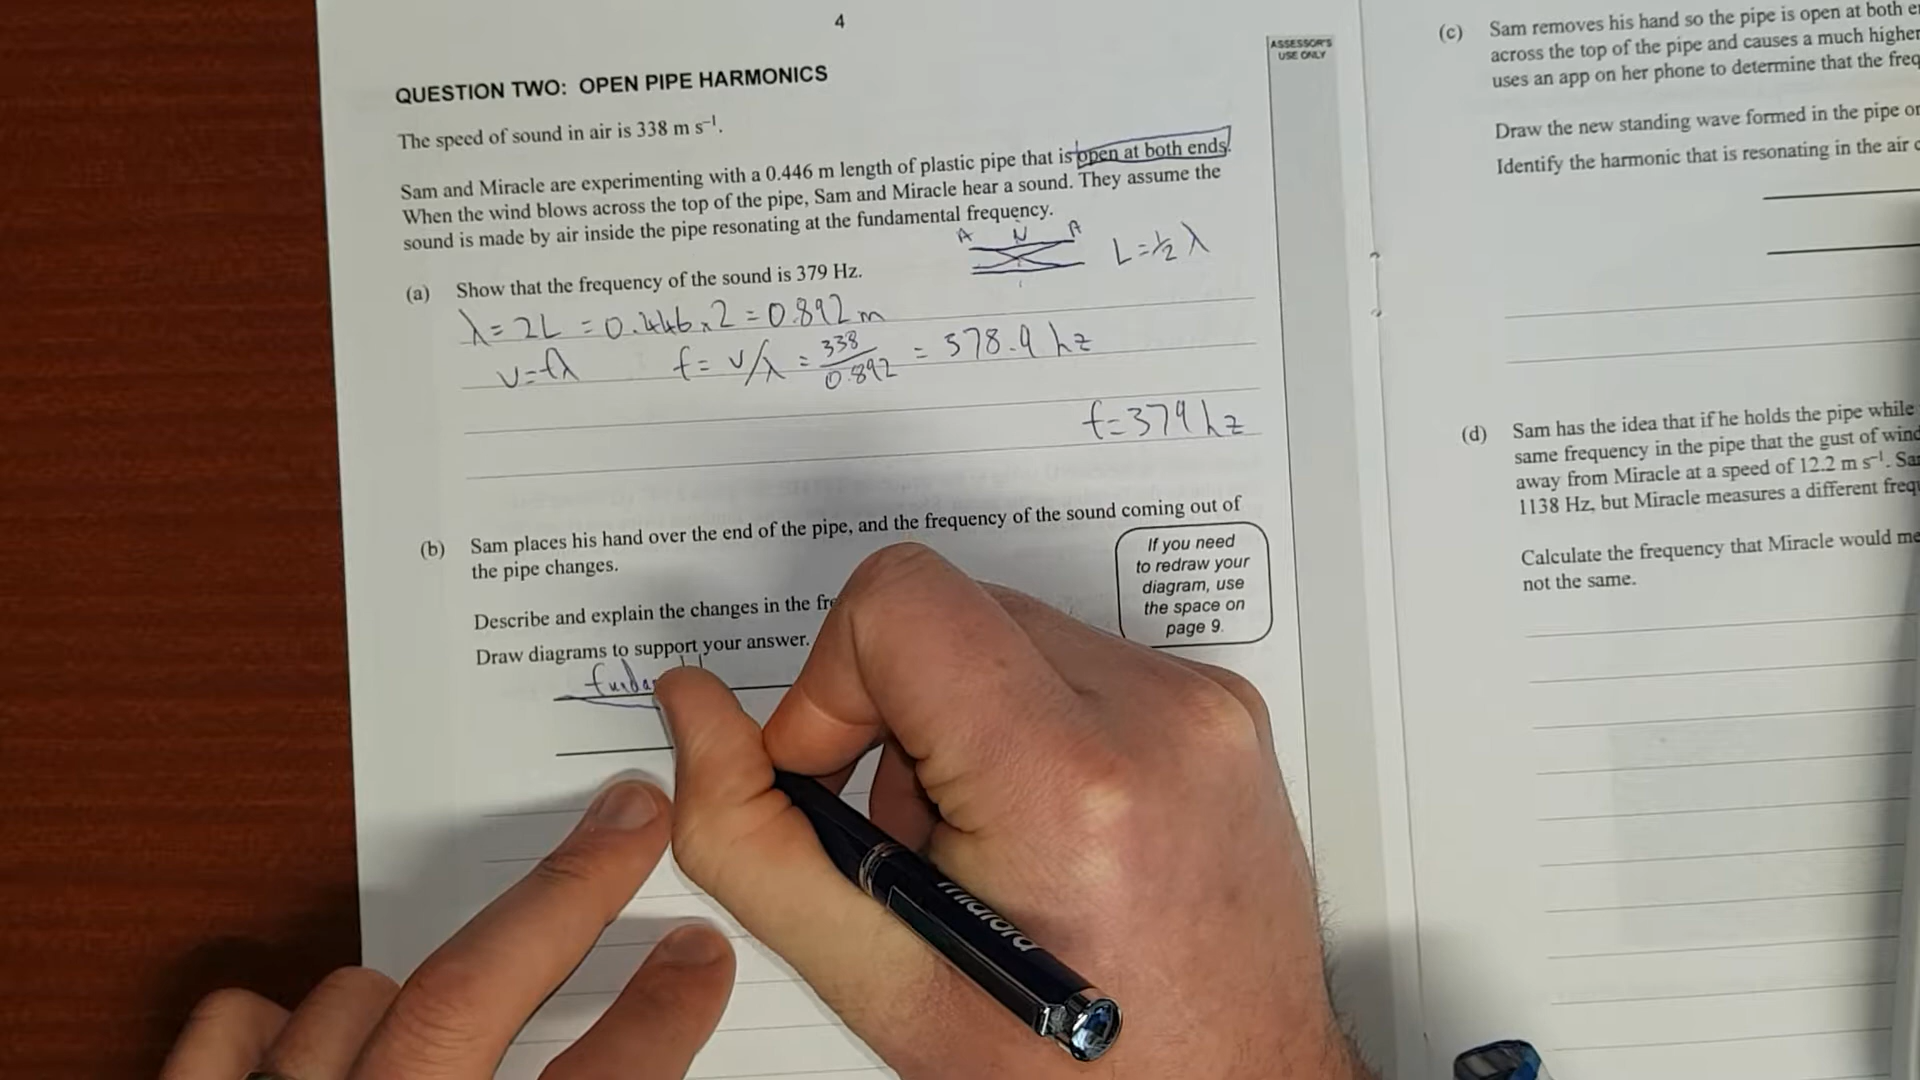 4
ASSESSOR'S
USE ONLY
QUESTION TWO: OPEN PIPE HARMONICS
The speed of sound in air is 338 m s⁻¹.
Sam and Miracle are experimenting with a 0.446 m length of plastic pipe that is open at both ends.
When the wind blows across the top of the pipe, Sam and Miracle hear a sound. They assume the
sound is made by air inside the pipe resonating at the fundamental frequency.
A N A
L=½ λ
(a) Show that the frequency of the sound is 379 Hz.
λ=2L = 0.446 x 2 = 0.892 m
v=fλ f= v/λ = 338/0.892 = 378.9 hz
f=379 hz
(b) Sam places his hand over the end of the pipe, and the frequency of the sound coming out of
the pipe changes.
Describe and explain the changes in the
Draw diagrams to support your answer.
If you need
to redraw your
diagram, use
the space on
page 9.
(c) Sam removes his hand so the pipe is open at both
across the top of the pipe and causes a much higher
uses an app on her phone to determine that the
Draw the new standing wave formed in the pipe
Identify the harmonic that is resonating in the air
(d) Sam has the idea that if he holds the pipe while
same frequency in the pipe that the gust of
away from Miracle at a speed of 12.2 m s⁻¹.
1138 Hz, but Miracle measures a different
Calculate the frequency that Miracle would
not the same.